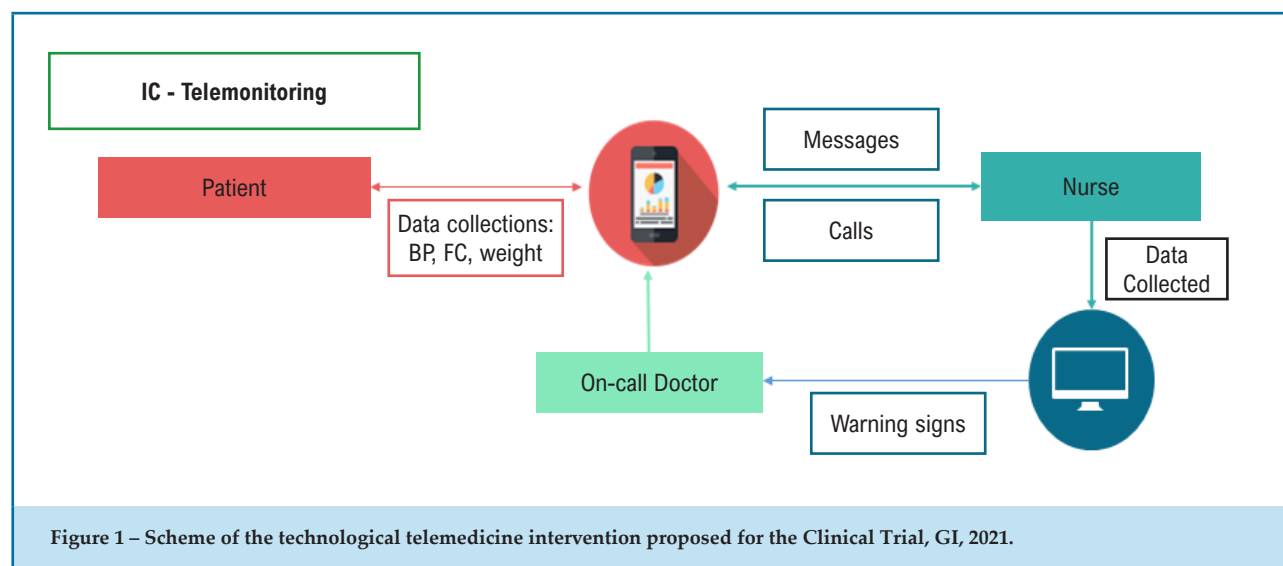 IC - Telemonitoring
Patient
Data collections:
BP, FC, weight
Messages
Calls
Nurse
Data
Collected
On-call Doctor
Warning signs
Figure 1 – Scheme of the technological telemedicine intervention proposed for the Clinical Trial, GI, 2021.